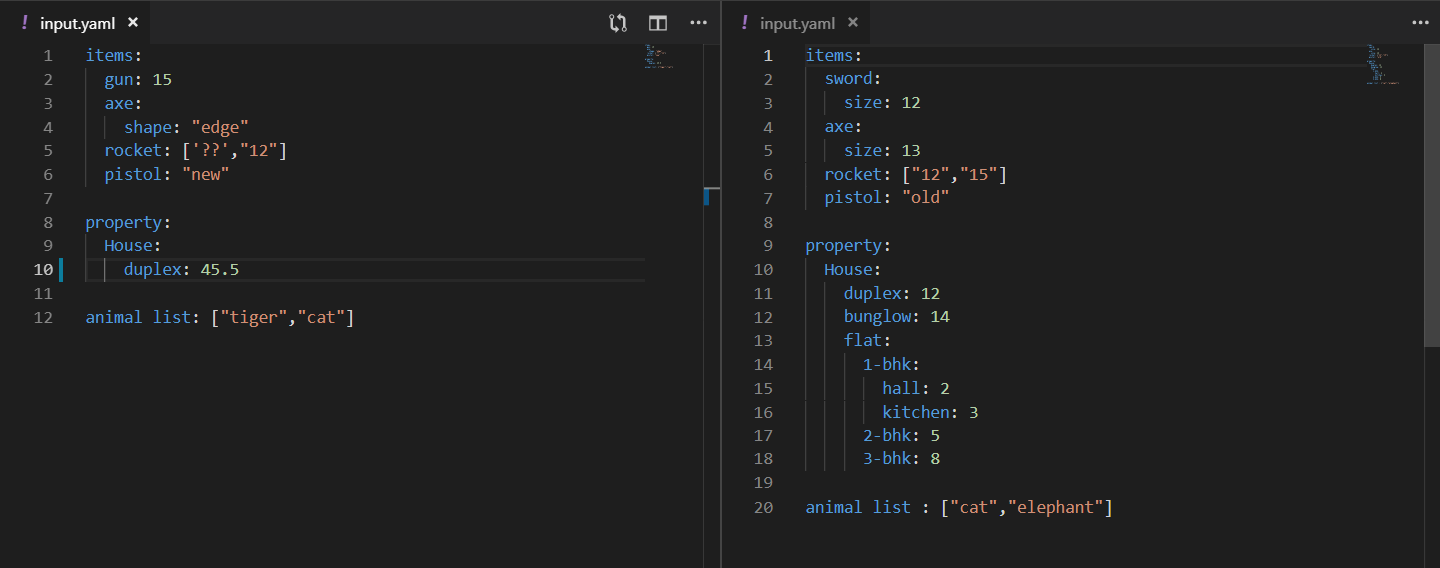 input.yaml
1 items:
2   gun: 15
3   axe:
4     shape: "edge"
5   rocket: ['??',"12"]
6   pistol: "new"
7
8 property:
9   House:
10     duplex: 45.5
11
12 animal list: ["tiger","cat"]
input.yaml
1 items:
2   sword:
3     size: 12
4   axe:
5     size: 13
6   rocket: ["12","15"]
7   pistol: "old"
8
9 property:
10   House:
11     duplex: 12
12     bunglow: 14
13     flat:
14       1-bhk:
15         hall: 2
16         kitchen: 3
17       2-bhk: 5
18       3-bhk: 8
19
20 animal list : ["cat","elephant"]